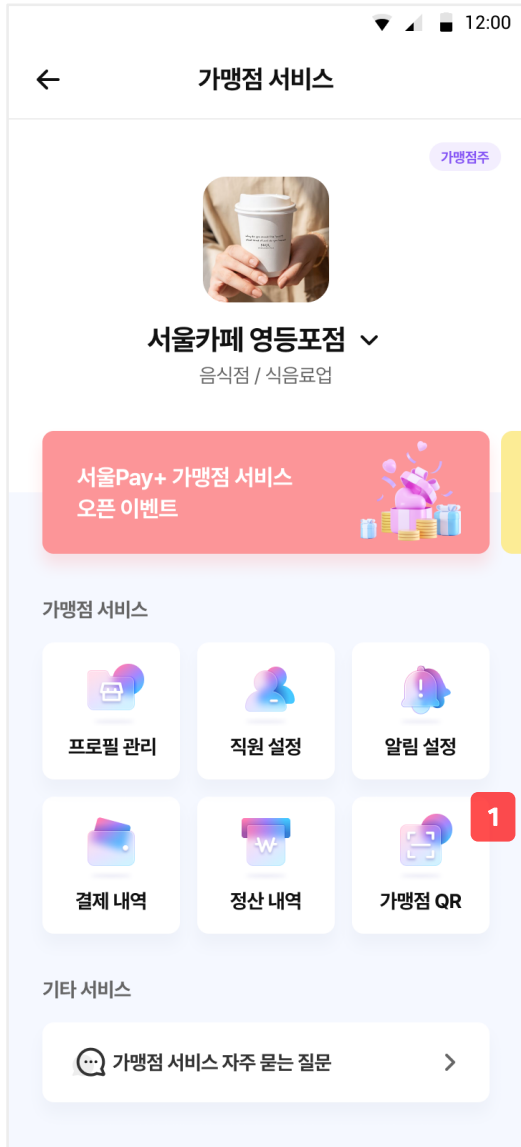 12:00
가맹점 서비스
가맹점주
서울카페 영등포점
음식점 / 식음료업
서울Pay+ 가맹점 서비스
오픈 이벤트
가맹점 서비스
프로필 관리
직원 설정
알림 설정
1
결제 내역
정산 내역
가맹점 QR
기타 서비스
가맹점 서비스 자주 묻는 질문